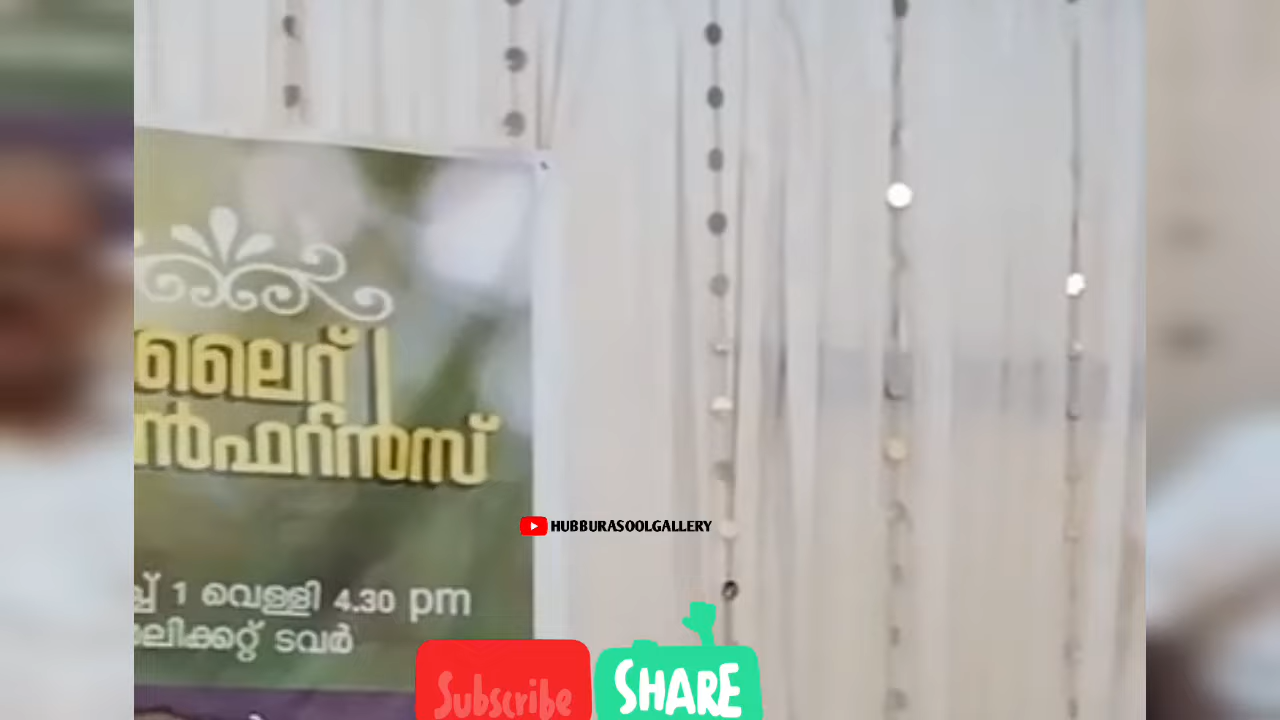 ലൈറ്റ്
ൻഫറൻസ്
1 വെള്ളി 4.30 pm
ലിക്കറ്റ് ടവർ
HUBBURASOOLGALLERY
Subscribe
SHARE